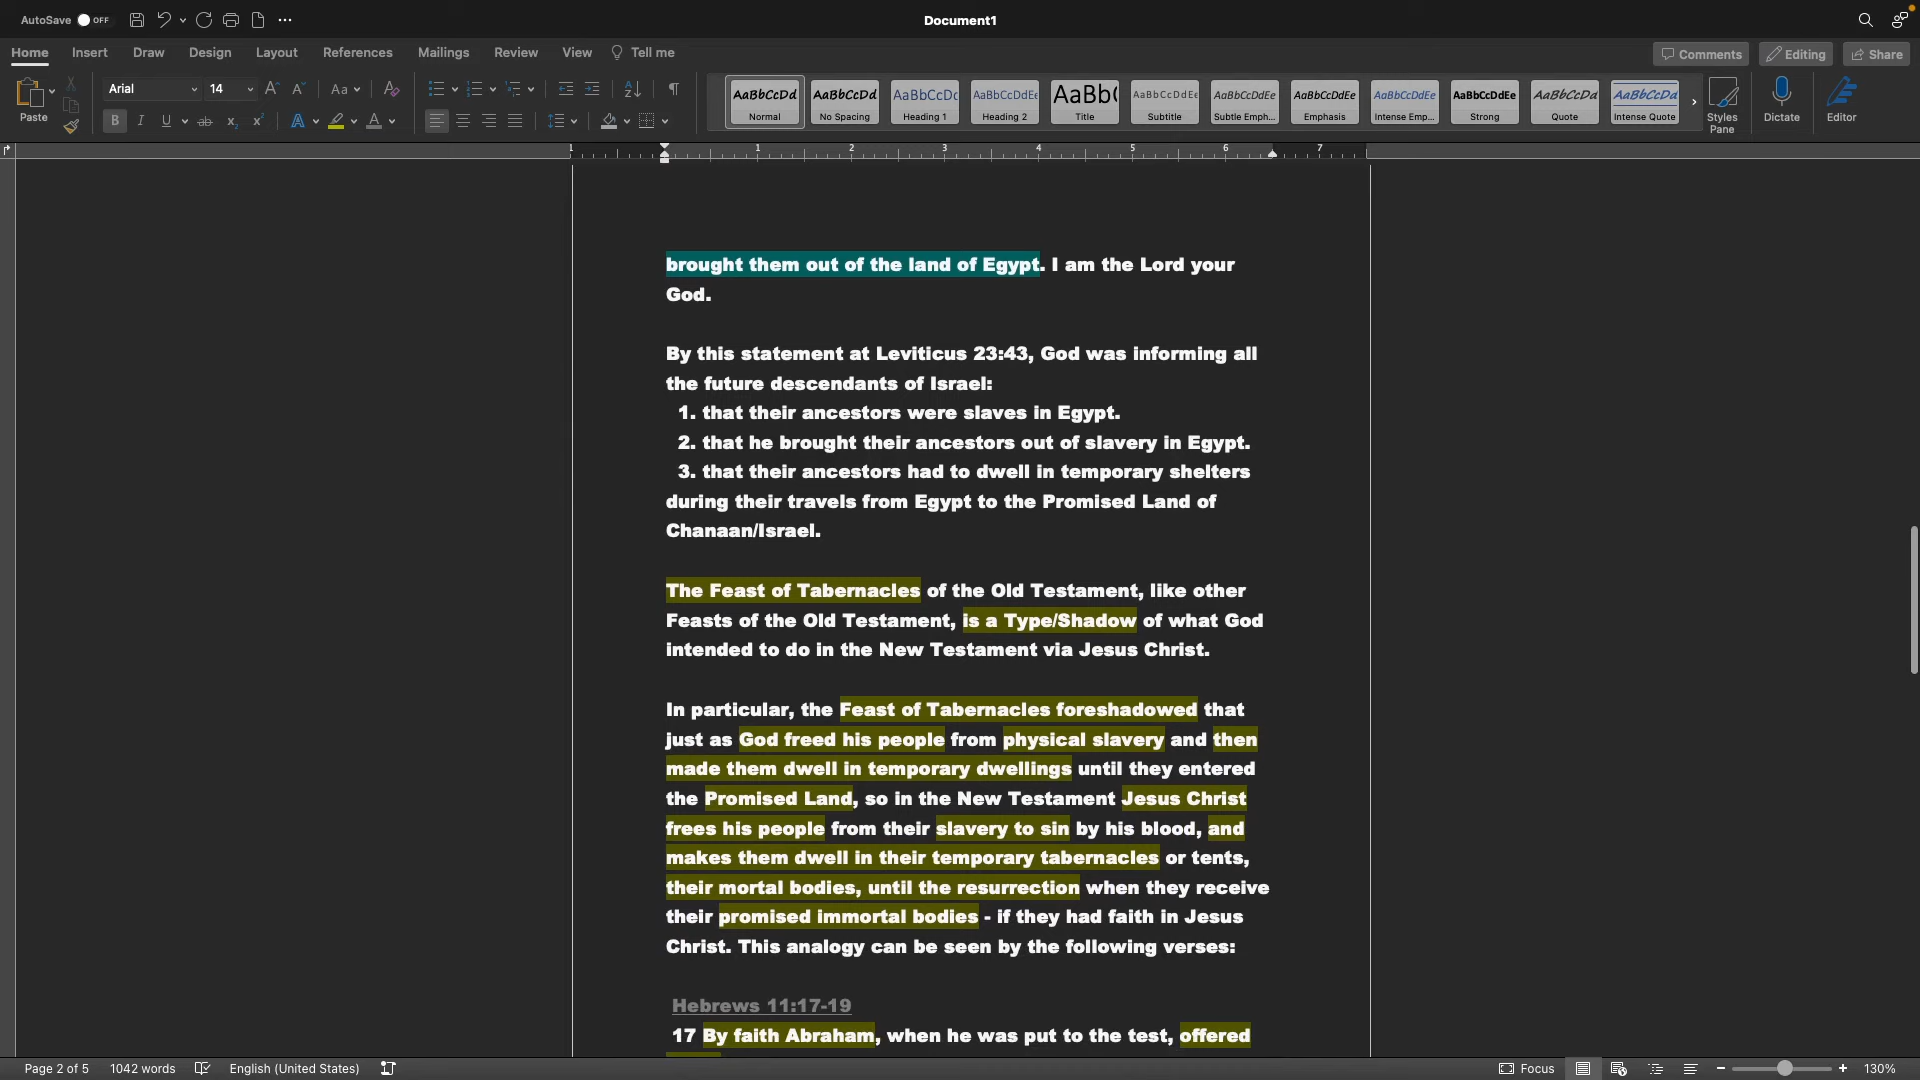 AutoSave OFF
Document1
Home Insert Draw Design Layout References Mailings Review View Tell me
Comments Editing Share
Paste
Arial 14 Aa
AaBbCcDd Normal
AaBbCcDd No Spacing
AaBbCcDc Heading 1
AaBbCcDdEe Heading 2
AaBb( Title
AaBbCcDdEe Subtitle
AaBbCcDdEe Subtle Emph...
AaBbCcDdEe Emphasis
AaBbCcDdEe Intense Emp...
AaBbCcDdEe Strong
AaBbCcDd Quote
AaBbCcDd Intense Quote
Styles Pane
Dictate
Editor
1 1 2 3 4 5 6 7
brought them out of the land of Egypt. I am the Lord your
God.
By this statement at Leviticus 23:43, God was informing all
the future descendants of Israel:
1. that their ancestors were slaves in Egypt.
2. that he brought their ancestors out of slavery in Egypt.
3. that their ancestors had to dwell in temporary shelters
during their travels from Egypt to the Promised Land of
Chanaan/Israel.
The Feast of Tabernacles of the Old Testament, like other
Feasts of the Old Testament, is a Type/Shadow of what God
intended to do in the New Testament via Jesus Christ.
In particular, the Feast of Tabernacles foreshadowed that
just as God freed his people from physical slavery and then
made them dwell in temporary dwellings until they entered
the Promised Land, so in the New Testament Jesus Christ
frees his people from their slavery to sin by his blood, and
makes them dwell in their temporary tabernacles or tents,
their mortal bodies, until the resurrection when they receive
their promised immortal bodies - if they had faith in Jesus
Christ. This analogy can be seen by the following verses:
Hebrews 11:17-19
17 By faith Abraham, when he was put to the test, offered
Page 2 of 5 1042 words English (United States) Focus 130%